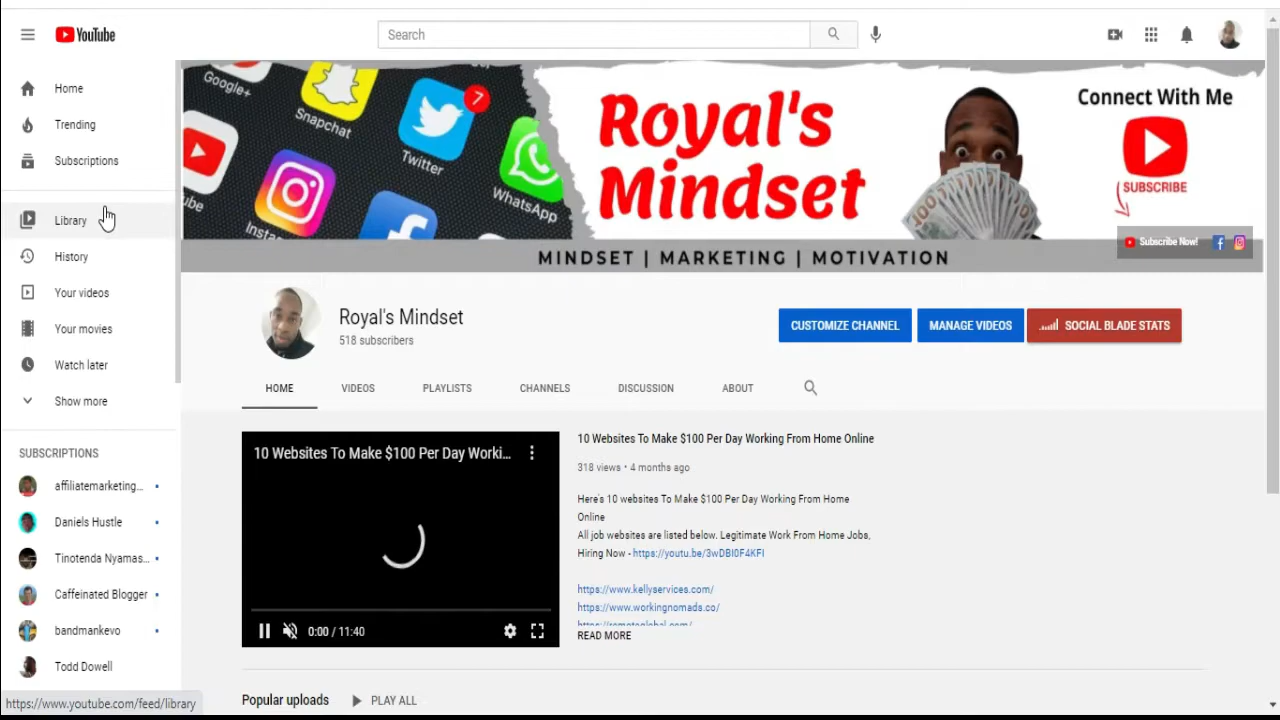 YouTube
Search
Home
Trending
Subscriptions
Library
History
Your videos
Your movies
Watch later
Show more
SUBSCRIPTIONS
affiliatemarketing...
Daniels Hustle
Tinotenda Nyamas...
Caffeinated Blogger
bandmankevo
Todd Dowell
https://www.youtube.com/feed/library
Google+
Snapchat
7
Twitter
WhatsApp
Insta
Royal's
Mindset
Connect With Me
SUBSCRIBE
Subscribe Now!
MINDSET | MARKETING | MOTIVATION
Royal's Mindset
518 subscribers
CUSTOMIZE CHANNEL
MANAGE VIDEOS
SOCIAL BLADE STATS
HOME
VIDEOS
PLAYLISTS
CHANNELS
DISCUSSION
ABOUT
10 Websites To Make $100 Per Day Worki...
0:00 / 11:40
10 Websites To Make $100 Per Day Working From Home Online
318 views • 4 months ago
Here's 10 websites To Make $100 Per Day Working From Home
Online
All job websites are listed below. Legitimate Work From Home Jobs,
Hiring Now - https://youtu.be/3wDBI0F4KFI
https://www.kellyservices.com/
https://www.workingnomads.co/
READ MORE
Popular uploads
PLAY ALL